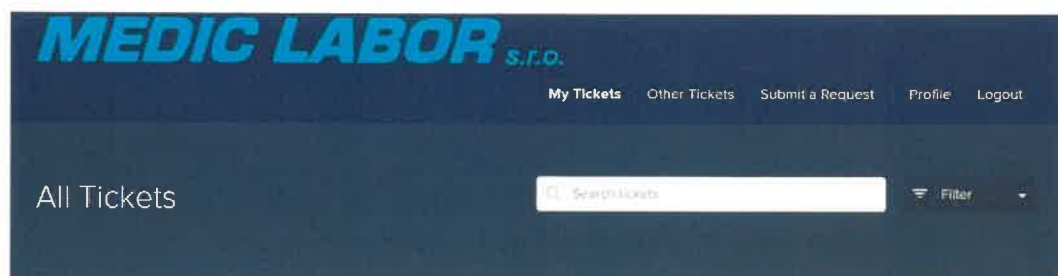 MEDIC LABOR s.r.o.
My Tickets Other Tickets Submit a Request Profile Logout
All Tickets
Search tickets Filter